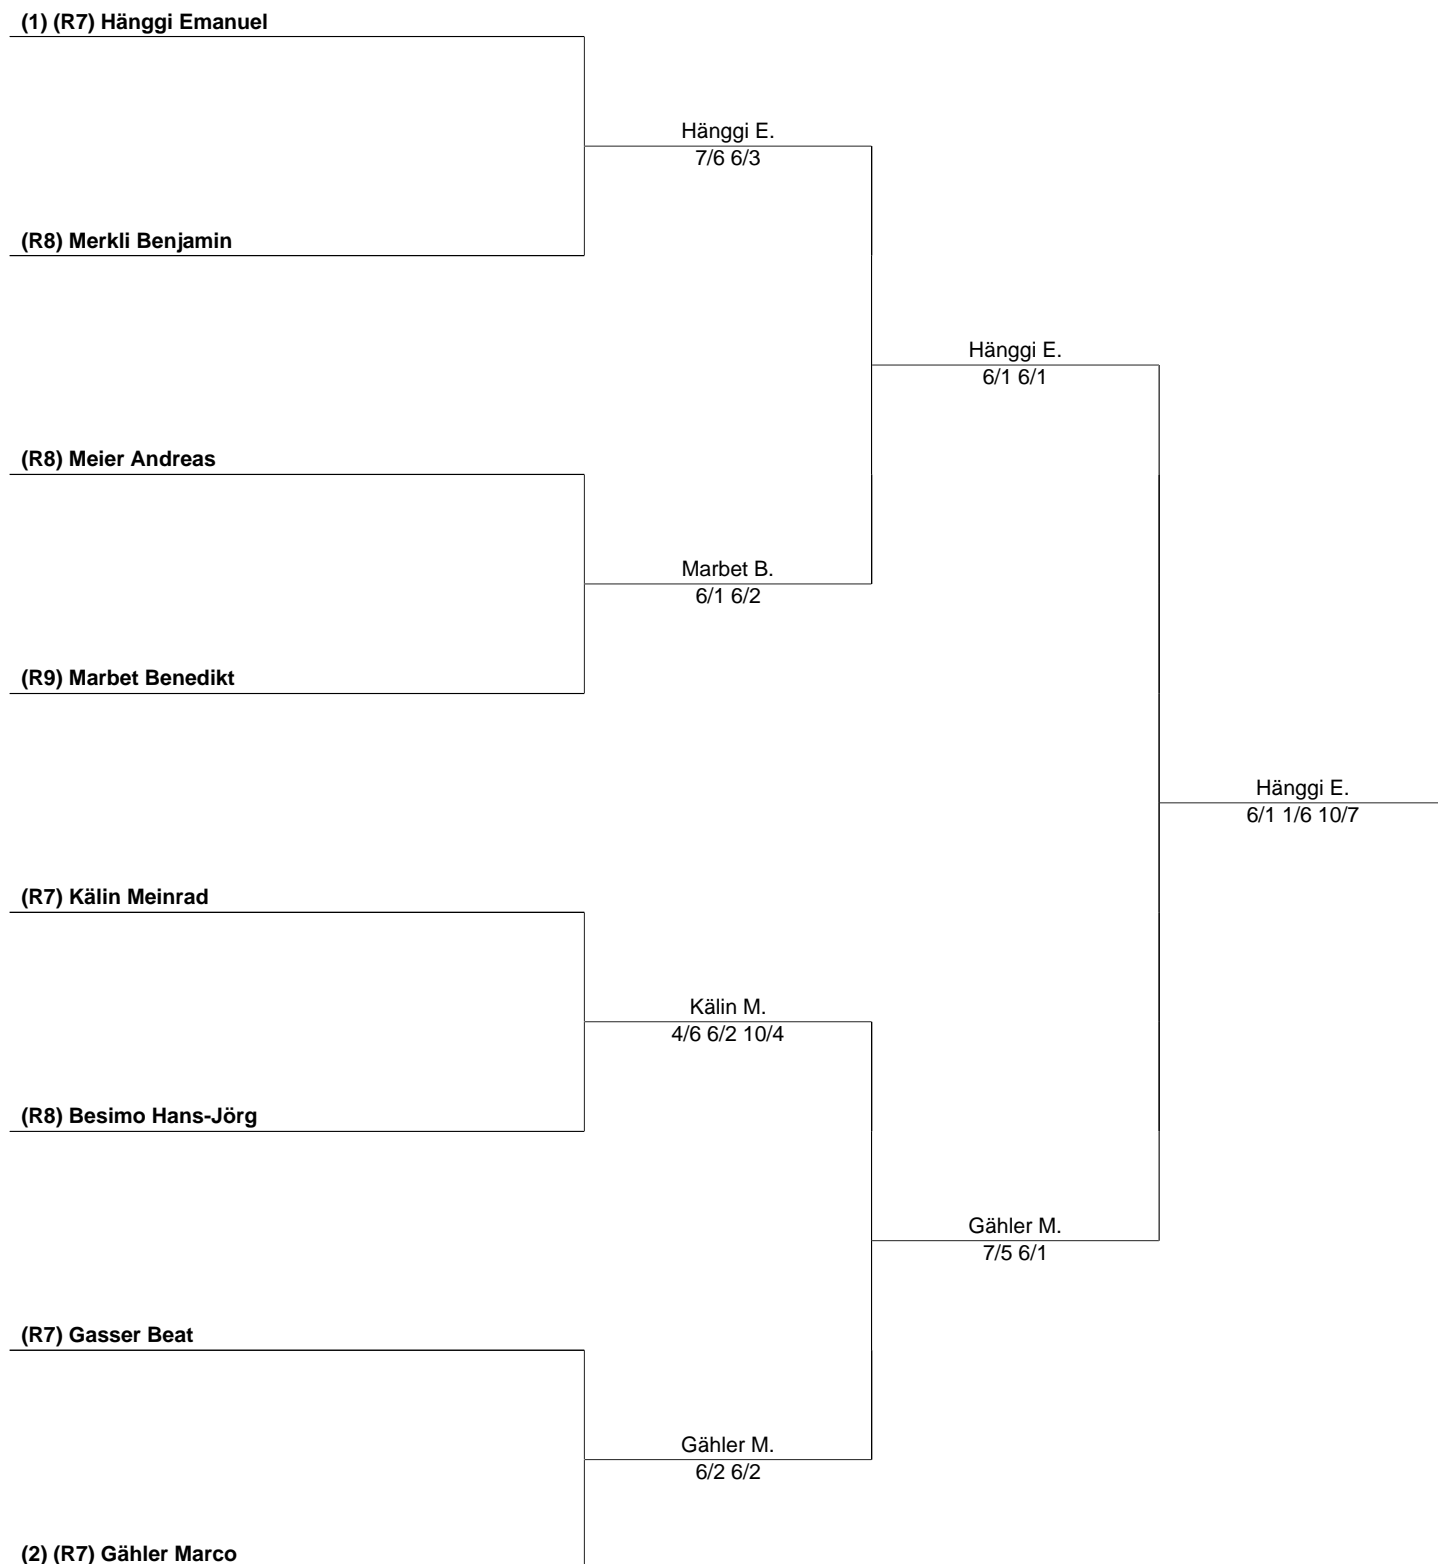 (1) (R7) Hänggi Emanuel
Hänggi E.
7/6 6/3
(R8) Merkli Benjamin
Hänggi E.
6/1 6/1
(R8) Meier Andreas
Marbet B.
6/1 6/2
(R9) Marbet Benedikt
Hänggi E.
6/1 1/6 10/7
(R7) Kälin Meinrad
Kälin M.
4/6 6/2 10/4
(R8) Besimo Hans-Jörg
Gähler M.
7/5 6/1
(R7) Gasser Beat
Gähler M.
6/2 6/2
(2) (R7) Gähler Marco